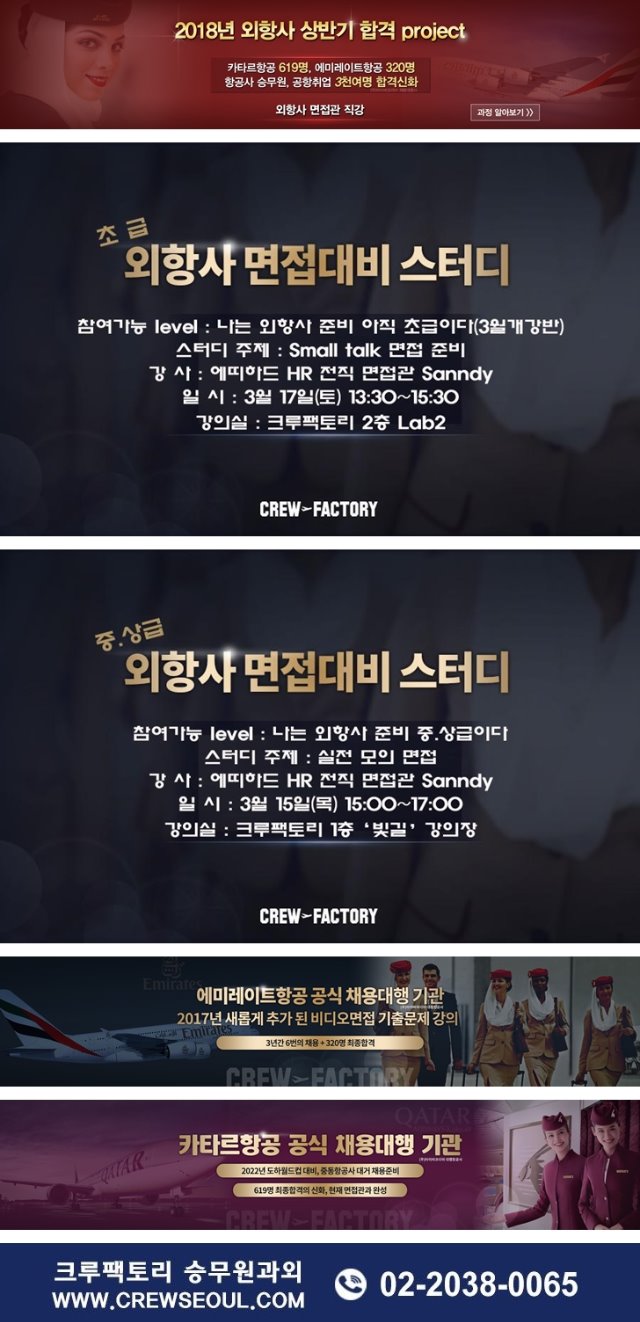 2018년 외항사 상반기 합격 project
카타르항공 619명, 에미레이트항공 320명
항공사 승무원, 공항취업 3천여명 합격신화
외항사 면접관 직강
과정 알아보기 》
초 급
외항사 면접대비 스터디
참여가능 level : 나는 외항사 준비 아직 초급이다(3월개강반)
스터디 주제 : Small talk 면접 준비
강 사 : 에띠하드 HR 전직 면접관 Sanndy
일 시 : 3월 17일(토) 13:30~15:30
강의실 : 크루팩토리 2층 Lab2
CREW FACTORY
중.상급
외항사 면접대비 스터디
참여가능 level : 나는 외항사 준비 중.상급이다
스터디 주제 : 실전 모의 면접
강 사 : 에띠하드 HR 전직 면접관 Sanndy
일 시 : 3월 15일(목) 15:00~17:00
강의실 : 크루팩토리 1층 ‘빛길’ 강의장
CREW FACTORY
Emirates
에미레이트항공 공식 채용대행 기관
2017년 새롭게 추가 된 비디오면접 기출문제 강의
Emirates
3년간 6번의 채용 + 320명 최종합격
CREW FACTORY
QATAR
카타르항공 공식 채용대행 기관
2022년 도하월드컵 대비, 중동항공사 대거 채용준비
QATAR
619명 최종합격의 신화, 현재 면접관과 완성
CREW FACTORY
크루팩토리 승무원과외
WWW.CREWSEOUL.COM
02-2038-0065